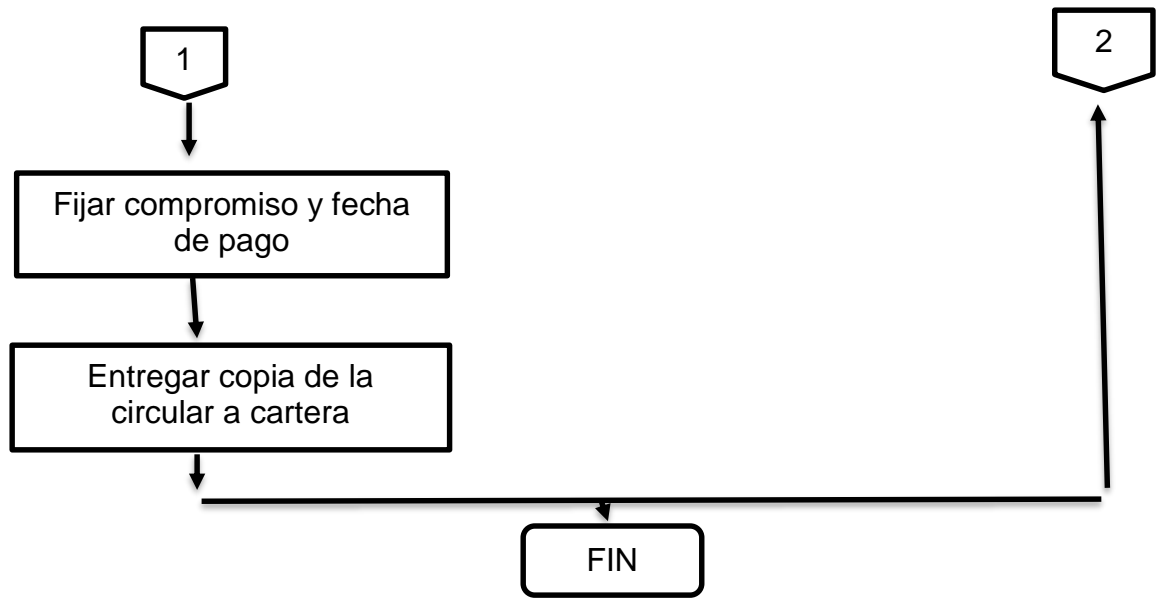 1
2
Fijar compromiso y fecha
de pago
Entregar copia de la
circular a cartera
FIN